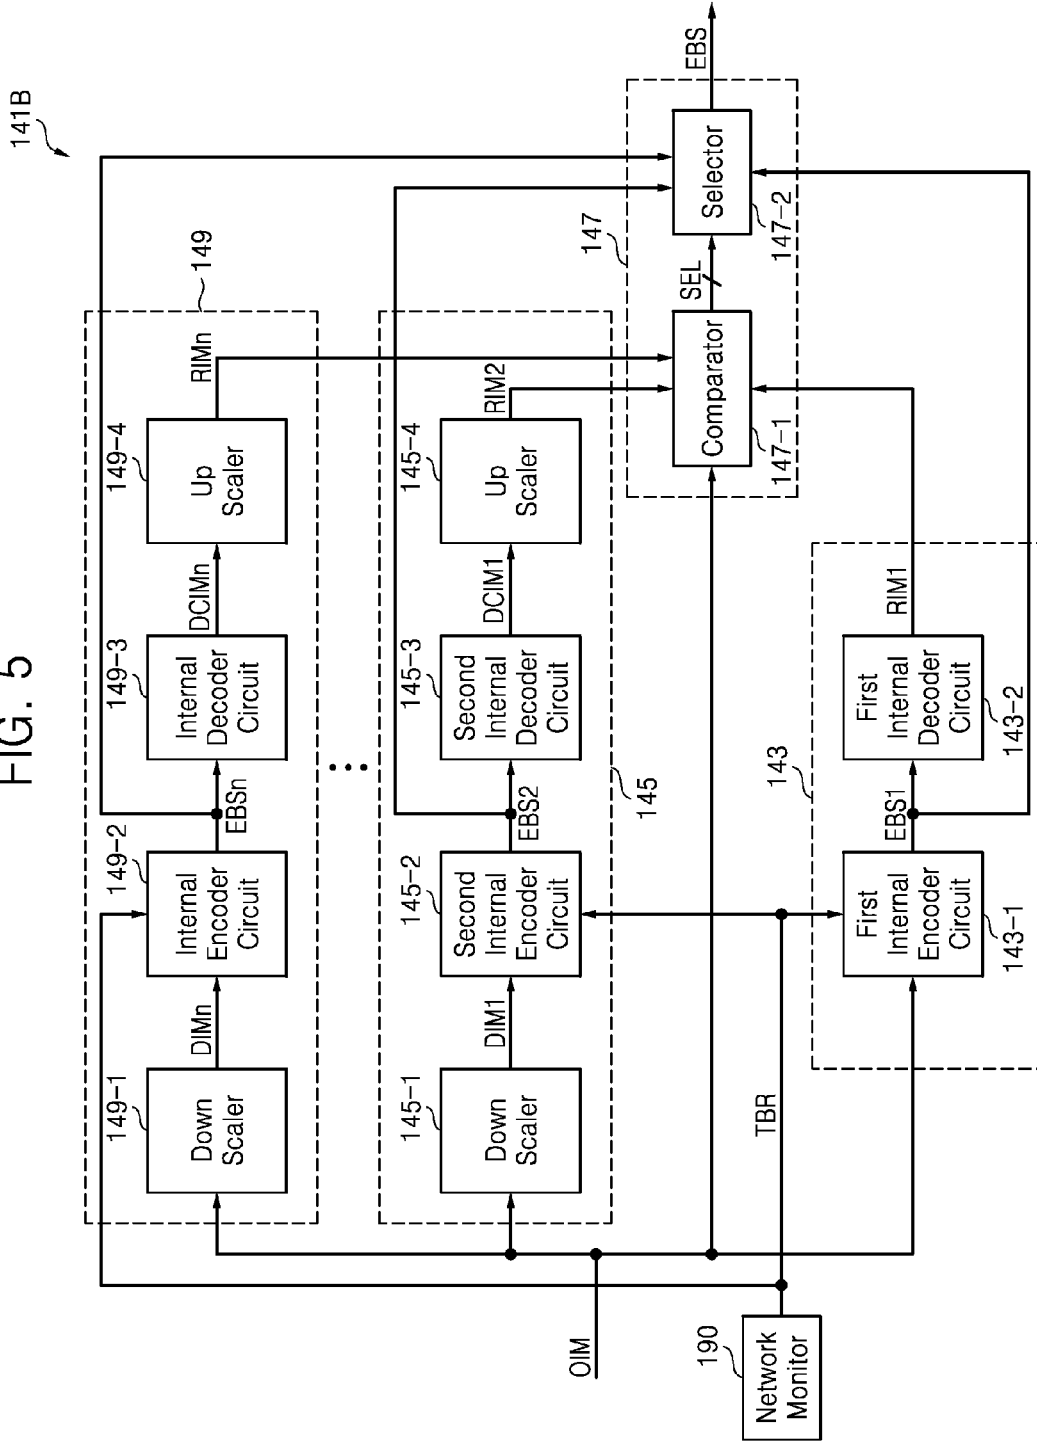 FIG. 5
141B
149
149-1
Down
Scaler
DIMn
149-2
Internal
Encoder
Circuit
EBSn
149-3
Internal
Decoder
Circuit
DCIMn
149-4
Up
Scaler
RIMn
145-1
Down
Scaler
DIM1
145-2
Second
Internal
Encoder
Circuit
EBS2
145-3
Second
Internal
Decoder
Circuit
DCIM1
145-4
Up
Scaler
RIM2
145
OIM
147
Comparator
147-1
SEL
Selector
147-2
EBS
190
Network
Monitor
TBR
143
First
Internal
Encoder
Circuit
143-1
EBS1
First
Internal
Decoder
Circuit
143-2
RIM1